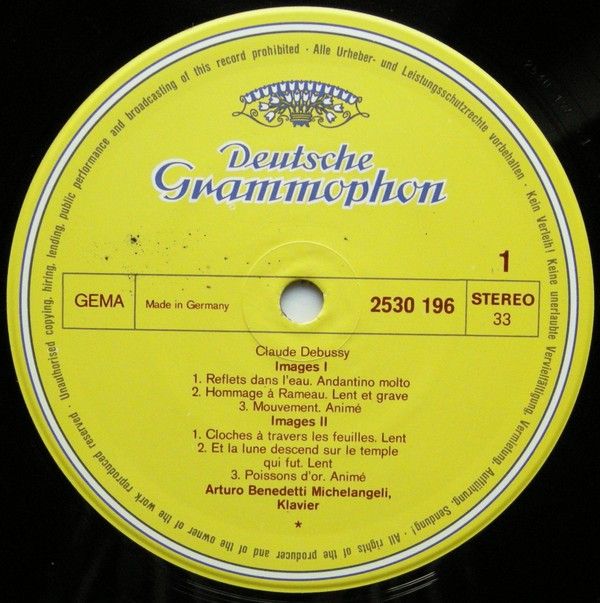 Deutsche
Grammophon
1
GEMA
Made in Germany
2530 196
STEREO
33
Claude Debussy
Images I
1. Reflets dans l'eau. Andantino molto
2. Hommage à Rameau. Lent et grave
3. Mouvement. Animé
Images II
1. Cloches à travers les feuilles. Lent
2. Et la lune descend sur le temple
qui fut. Lent
3. Poissons d'or. Animé
Arturo Benedetti Michelangeli,
Klavier
*
Alle Urheber- und Leistungsschutzrechte vorbehalten · Kein Verleih! Keine unerlaubte Vervielfältigung, Vermietung, Aufführung, Sendung! · All rights of the producer and of the owner of the work reproduced reserved · Unauthorised copying, hiring, lending, public performance and broadcasting of this record prohibited ·